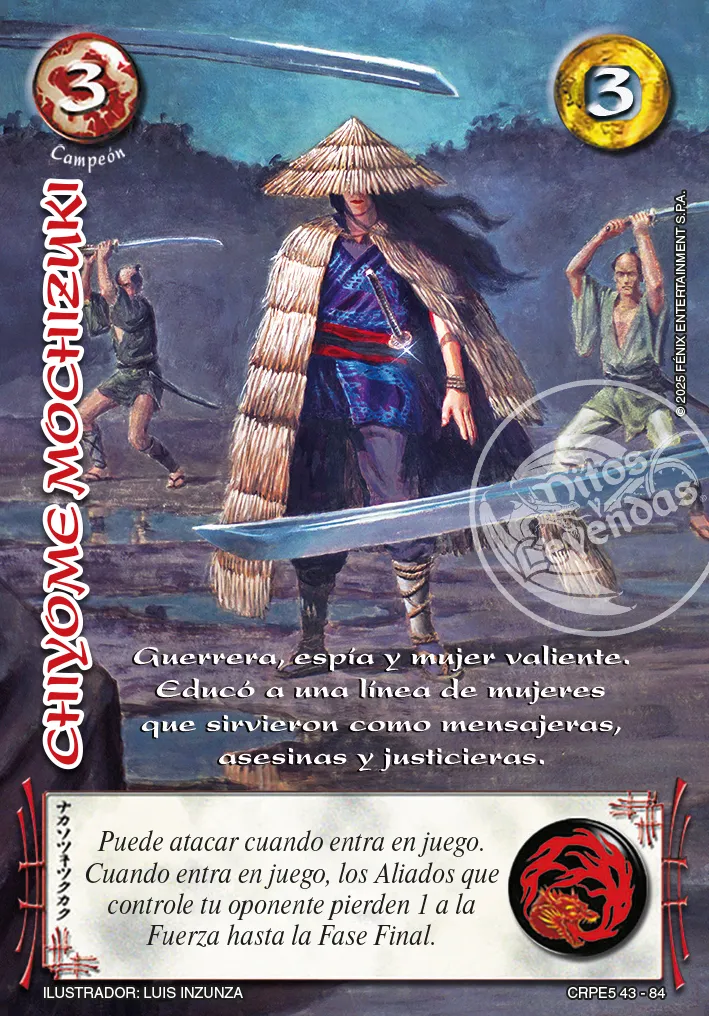 3
3
Campeón
CHIYOME MOCHIZUKI
© 2025 FÉNIX ENTERTAINMENT S.P.A.
Mitos
y
Leyendas
Guerrera, espía y mujer valiente.
Educó a una línea de mujeres
que sirvieron como mensajeras,
asesinas y justicieras.
ナカソツネツクカク
Puede atacar cuando entra en juego.
Cuando entra en juego, los Aliados que
controle tu oponente pierden 1 a la
Fuerza hasta la Fase Final.
ILUSTRADOR: LUIS INZUNZA
CRPE5 43 - 84